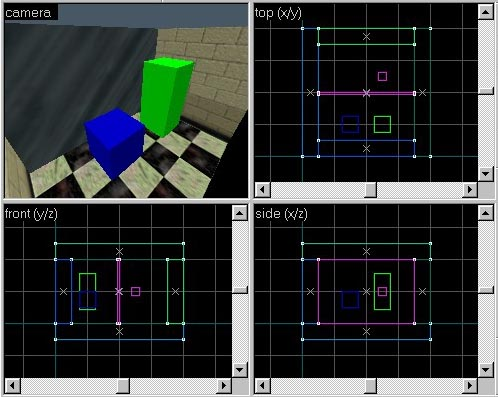 camera
top (x/y)
front (y/z)
side (x/z)